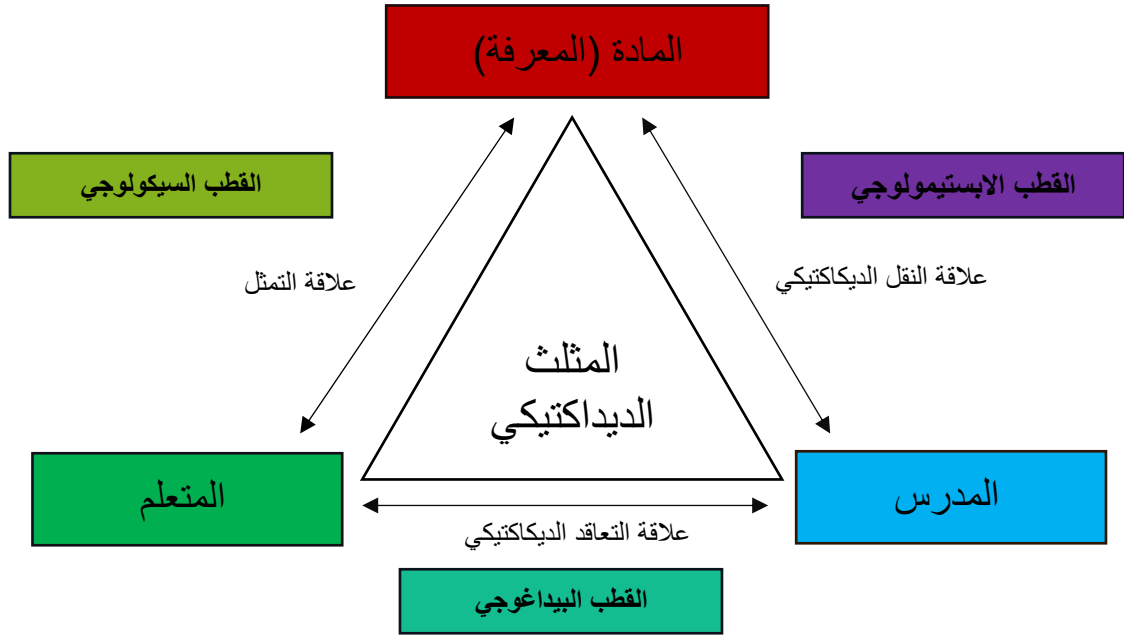 المادة (المعرفة)
القطب الابستيمولوجي
القطب السيكولوجي
علاقة النقل الديكاكتيكي
علاقة التمثل
المثلث
الديداكتيكي
المدرس
المتعلم
علاقة التعاقد الديكاكتيكي
القطب البيداغوجي